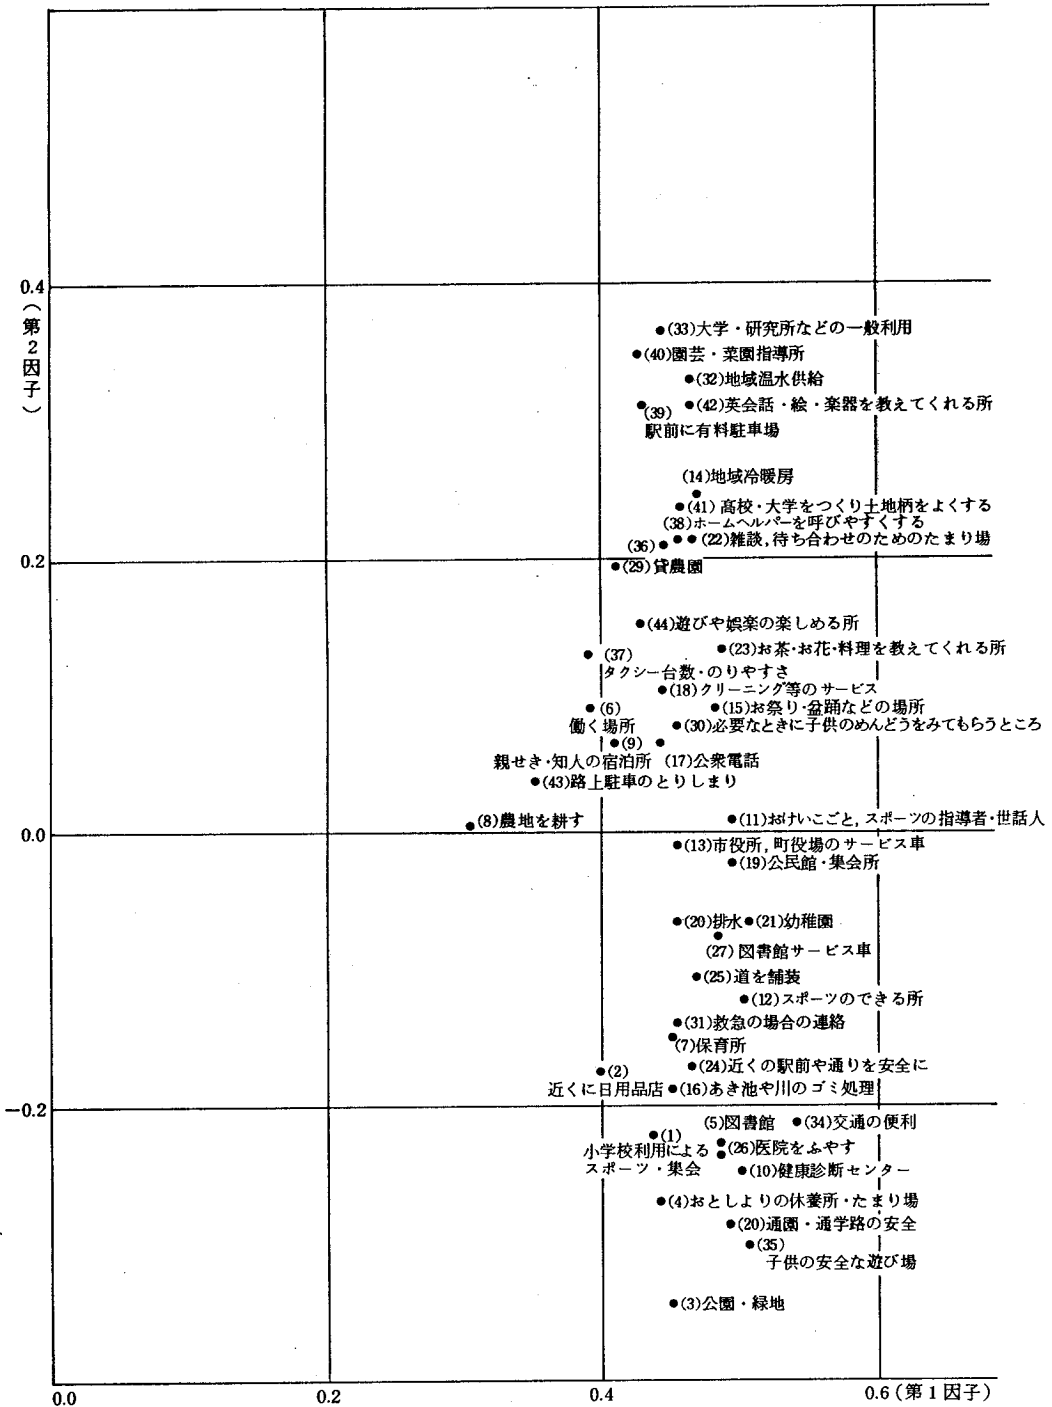 0.4
（第2因子）
(33)大学・研究所などの一般利用
(40)園芸・菜園指導所
(32)地域温水供給
(42)英会話・絵・楽器を教えてくれる所
(39)
駅前に有料駐車場
(14)地域冷暖房
(41)高校・大学をつくり土地柄をよくする
(38)ホームヘルパーを呼びやすくする
(36)
(22)雑談,待ち合わせのためのたまり場
0.2
(29)貸農園
(44)遊びや娯楽の楽しめる所
(23)お茶・お花・料理を教えてくれる所
(37)
タクシー台数・のりやすさ
(18)クリーニング等のサービス
(6)
(15)お祭り・盆踊などの場所
働く場所
(30)必要なときに子供のめんどうをみてもらうところ
(9)
親せき・知人の宿泊所
(17)公衆電話
(43)路上駐車のとりしまり
(8)農地を耕す
(11)おけいこごと,スポーツの指導者・世話人
0.0
(13)市役所,町役場のサービス車
(19)公民館・集会所
(20)排水
(21)幼稚園
(27)図書館サービス車
(25)道を舗装
(12)スポーツのできる所
(31)救急の場合の連絡
(7)保育所
(24)近くの駅前や通りを安全に
(2)
近くに日用品店
(16)あき池や川のゴミ処理
−0.2
(5)図書館
(34)交通の便利
(1)
小学校利用による
スポーツ・集会
(26)医院をふやす
(10)健康診断センター
(4)おとしよりの休養所・たまり場
(20)通園・通学路の安全
(35)
子供の安全な遊び場
(3)公園・緑地
0.0
0.2
0.4
0.6（第1因子）